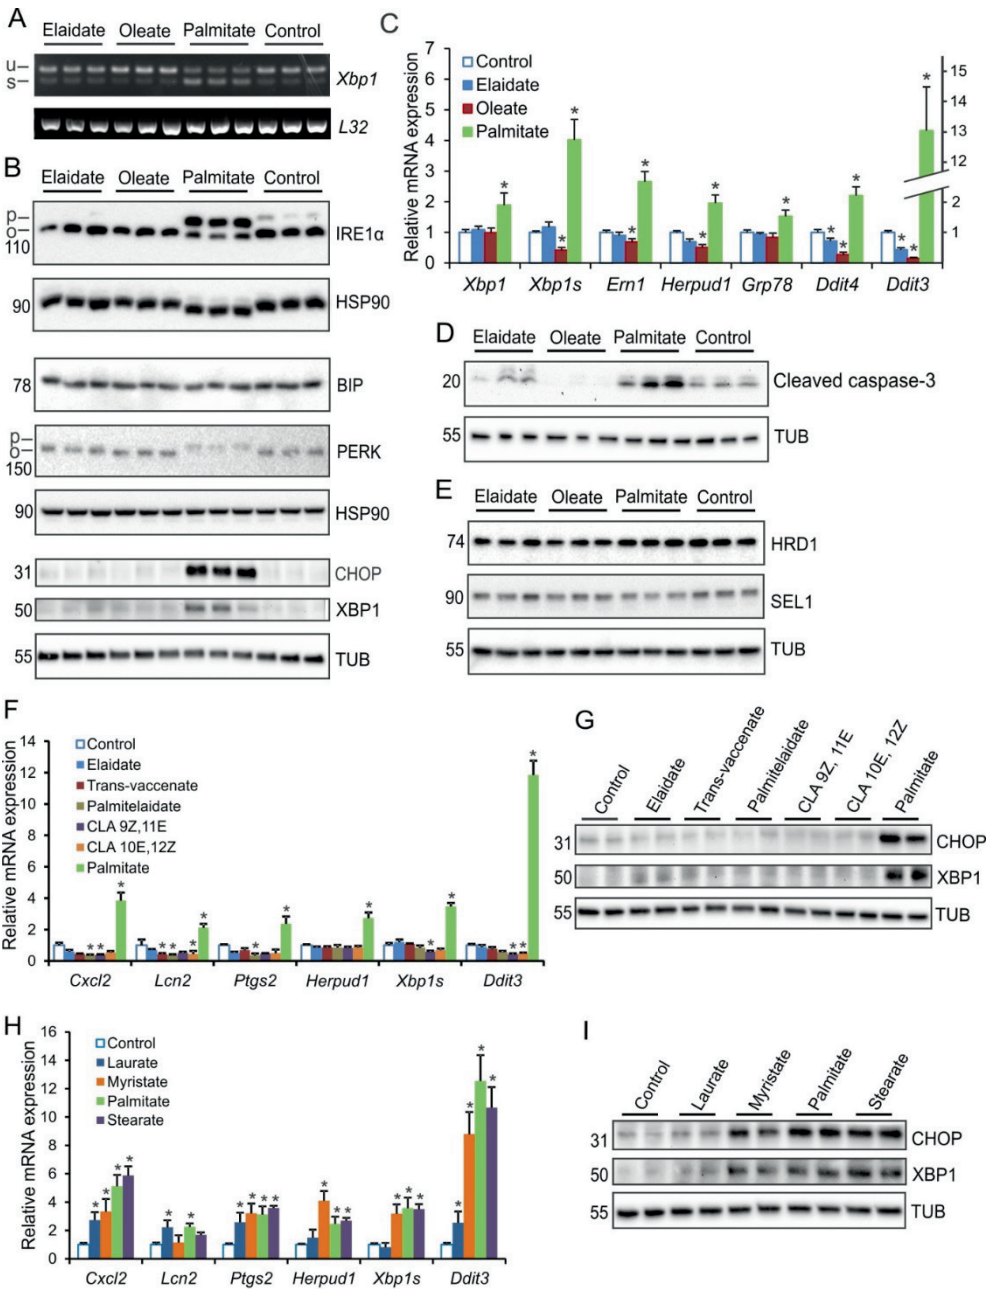 A
Elaidate Oleate Palmitate Control
u–
s–
Xbp1
L32
B
Elaidate Oleate Palmitate Control
p–
o–
110
IRE1α
90
HSP90
78
BIP
p–
o–
150
PERK
90
HSP90
31
CHOP
50
XBP1
55
TUB
C
Relative mRNA expression
7
6
5
4
3
2
1
0
Control
Elaidate
Oleate
Palmitate
15
14
13
12
2
1
* * * * * * * * * * * * * *
Xbp1 Xbp1s Ern1 Herpud1 Grp78 Ddit4 Ddit3
D
Elaidate Oleate Palmitate Control
20
Cleaved caspase-3
55
TUB
E
Elaidate Oleate Palmitate Control
74
HRD1
90
SEL1
55
TUB
F
Relative mRNA expression
14
12
10
8
6
4
2
0
Control
Elaidate
Trans-vaccenate
Palmitelaidate
CLA 9Z,11E
CLA 10E,12Z
Palmitate
Cxcl2 Lcn2 Ptgs2 Herpud1 Xbp1s Ddit3
G
Control Elaidate Trans-vaccenate Palmitelaidate CLA 9Z, 11E CLA 10E, 12Z Palmitate
31
CHOP
50
XBP1
55
TUB
H
Relative mRNA expression
16
14
12
10
8
6
4
2
0
Control
Laurate
Myristate
Palmitate
Stearate
Cxcl2 Lcn2 Ptgs2 Herpud1 Xbp1s Ddit3
I
Control Laurate Myristate Palmitate Stearate
31
CHOP
50
XBP1
55
TUB